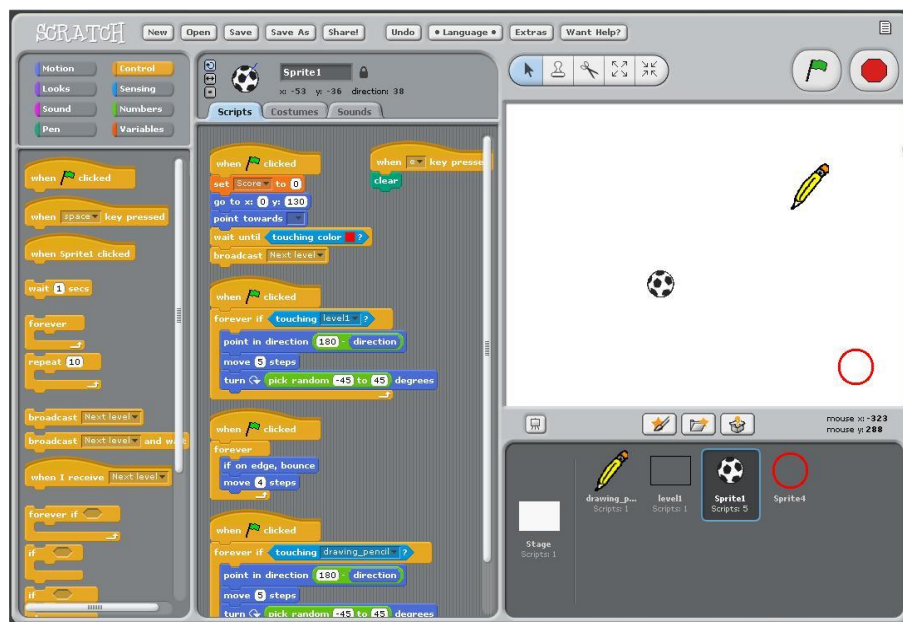 SCRATCH New Open Save Save As Share! Undo • Language • Extras Want Help?
Motion Control
Looks Sensing
Sound Numbers
Pen Variables
when clicked
when space key pressed
when Sprite1 clicked
wait 1 secs
forever
repeat 10
broadcast Next level
broadcast Next level and wa
when I receive Next level
forever if
if
if
Sprite1
x: -53 y: -36 direction: 38
Scripts Costumes Sounds
when clicked
set Score to 0
go to x: 0 y: 130
point towards
wait until touching color ?
broadcast Next level
when e key presse
clear
when clicked
forever if touching level1 ?
point in direction 180 - direction
move 5 steps
turn pick random -45 to 45 degrees
when clicked
forever
if on edge, bounce
move 4 steps
when clicked
forever if touching drawing_pencil ?
point in direction 180 - direction
move 5 steps
turn pick random -45 to 45 degrees
mouse x: -323
mouse y: 288
Stage
Scripts: 1
drawing_p...
Scripts: 1
level1
Scripts: 1
Sprite1
Scripts: 5
Sprite4